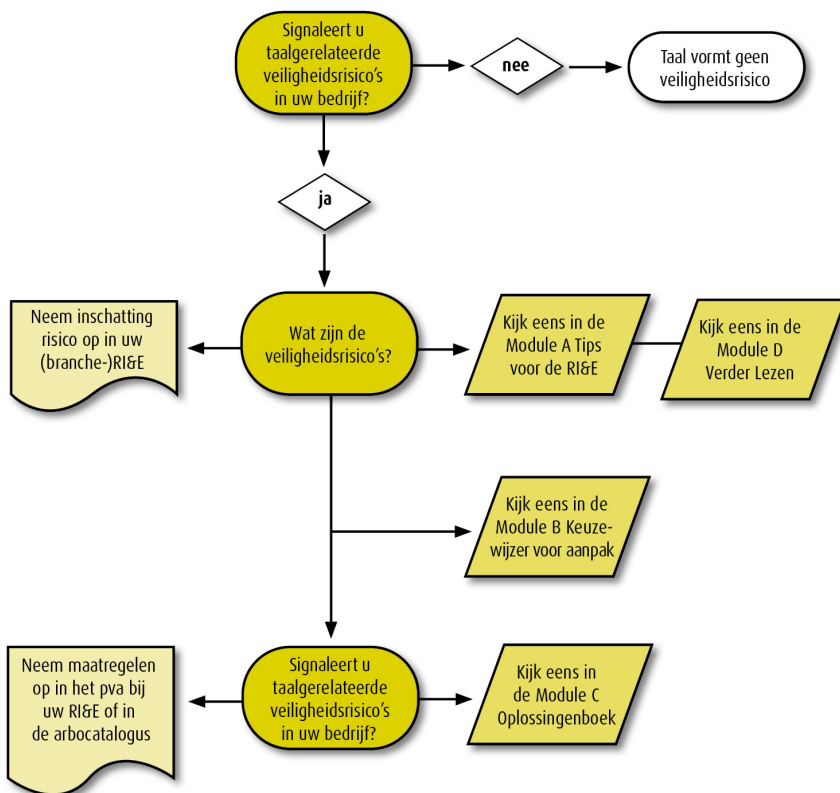 Signaleert u
taalgerelateerde
veiligheidsrisico's
in uw bedrijf?
nee
Taal vormt geen
veiligheidsrisico
ja
Neem inschatting
risico op in uw
(branche-)RI&E
Wat zijn de
veiligheidsrisico's?
Kijk eens in de
Module A Tips
voor de RI&E
Kijk eens in de
Module D
Verder Lezen
Kijk eens in de
Module B Keuze-
wijzer voor aanpak
Neem maatregelen
op in het pva bij
uw RI&E of in
de arbocatalogus
Signaleert u
taalgerelateerde
veiligheidsrisico's
in uw bedrijf?
Kijk eens in
de Module C
Oplossingenboek